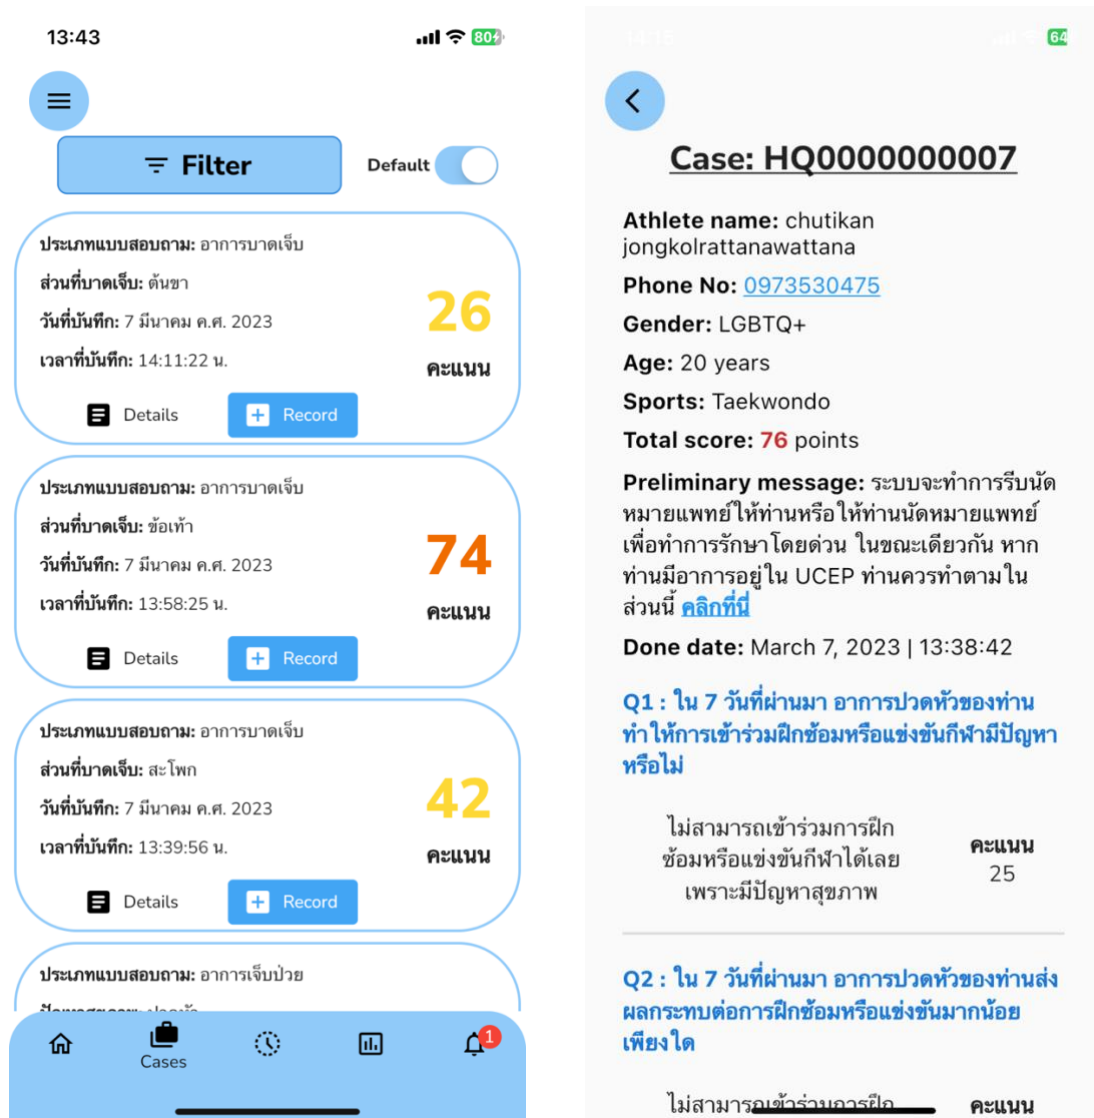 13:43
80
Filter
Default
ประเภทแบบสอบถาม: อาการบาดเจ็บ
ส่วนที่บาดเจ็บ: ต้นขา
วันที่บันทึก: 7 มีนาคม ค.ศ. 2023
เวลาที่บันทึก: 14:11:22 น.
26
คะแนน
Details
Record
ประเภทแบบสอบถาม: อาการบาดเจ็บ
ส่วนที่บาดเจ็บ: ข้อเท้า
วันที่บันทึก: 7 มีนาคม ค.ศ. 2023
เวลาที่บันทึก: 13:58:25 น.
74
คะแนน
Details
Record
ประเภทแบบสอบถาม: อาการบาดเจ็บ
ส่วนที่บาดเจ็บ: สะโพก
วันที่บันทึก: 7 มีนาคม ค.ศ. 2023
เวลาที่บันทึก: 13:39:56 น.
42
คะแนน
Details
Record
ประเภทแบบสอบถาม: อาการเจ็บป่วย
Cases
1
64
Case: HQ0000000007
Athlete name: chutikan
jongkolrattanawattana
Phone No: 0973530475
Gender: LGBTQ+
Age: 20 years
Sports: Taekwondo
Total score: 76 points
Preliminary message: ระบบจะทำการรีบนัด
หมายแพทย์ให้ท่านหรือให้ท่านนัดหมายแพทย์
เพื่อทำการรักษาโดยด่วน ในขณะเดียวกัน หาก
ท่านมีอาการอยู่ใน UCEP ท่านควรทำตามใน
ส่วนนี้ คลิกที่นี่
Done date: March 7, 2023 | 13:38:42
Q1 : ใน 7 วันที่ผ่านมา อาการปวดหัวของท่าน
ทำให้การเข้าร่วมฝึกซ้อมหรือแข่งขันกีฬามีปัญหา
หรือไม่
ไม่สามารถเข้าร่วมการฝึก
ซ้อมหรือแข่งขันกีฬาได้เลย
เพราะมีปัญหาสุขภาพ
คะแนน
25
Q2 : ใน 7 วันที่ผ่านมา อาการปวดหัวของท่านส่ง
ผลกระทบต่อการฝึกซ้อมหรือแข่งขันมากน้อย
เพียงใด
ไม่สามารถเข้าร่วมการฝึก
คะแนน